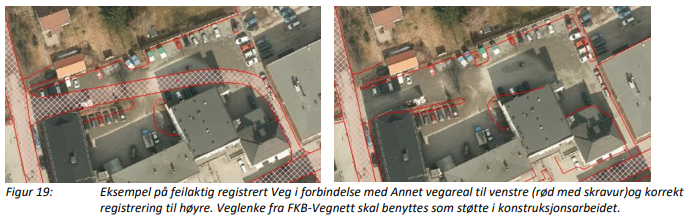 Figur 19: Eksempel på feilaktig registrert Veg i forbindelse med Annet vegareal til venstre (rød med skravur)og korrekt
registrering til høyre. Veglenke fra FKB-Vegnett skal benyttes som støtte i konstruksjonsarbeidet.